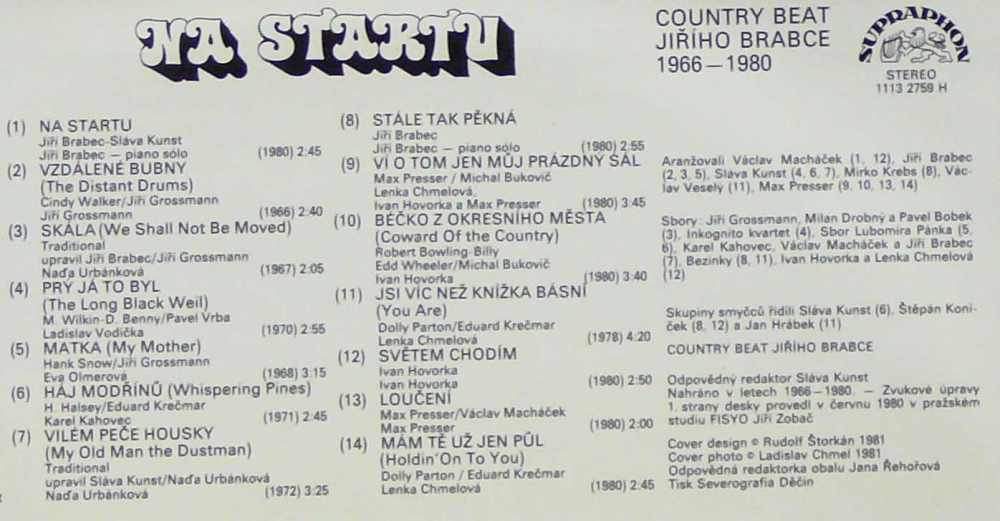 NA STARTU
COUNTRY BEAT
JIŘÍHO BRABCE
1966—1980
SUPRAPHON
STEREO
1113 2759 H
(1) NA STARTU
Jiří Brabec-Sláva Kunst
Jiří Brabec — piano sólo (1980) 2:45
(2) VZDÁLENÉ BUBNY
(The Distant Drums)
Cindy Walker/Jiří Grossmann
Jiří Grossmann (1966) 2:40
(3) SKÁLA (We Shall Not Be Moved)
Traditional
upravil Jiří Brabec/Jiří Grossmann
Naďa Urbánková (1967) 2:05
(4) PRÝ JÁ TO BYL
(The Long Black Weil)
M. Wilkin-D. Benny/Pavel Vrba
Ladislav Vodička (1970) 2:55
(5) MATKA (My Mother)
Hank Snow/Jiří Grossmann
Eva Olmerová (1968) 3:15
(6) HÁJ MODŘÍNŮ (Whispering Pines)
H. Halsey/Eduard Krečmar
Karel Kahovec (1971) 2:45
(7) VILÉM PEČE HOUSKY
(My Old Man the Dustman)
Traditional
upravil Sláva Kunst/Naďa Urbánková
Naďa Urbánková (1972) 3:25
(8) STÁLE TAK PĚKNÁ
Jiří Brabec
Jiří Brabec — piano sólo (1980) 2:55
(9) VÍ O TOM JEN MŮJ PRÁZDNÝ SÁL
Max Presser / Michal Bukovič
Lenka Chmelová,
Ivan Hovorka a Max Presser (1980) 3:45
(10) BÉČKO Z OKRESNÍHO MĚSTA
(Coward Of the Country)
Robert Bowling-Billy
Edd Wheeler/Michal Bukovič
Ivan Hovorka (1980) 3:40
(11) JSI VÍC NEŽ KNÍŽKA BÁSNÍ
(You Are)
Dolly Parton/Eduard Krečmar
Lenka Chmelová (1978) 4:20
(12) SVĚTEM CHODÍM
Ivan Hovorka
Ivan Hovorka (1980) 2:50
(13) LOUČENÍ
Max Presser/Václav Macháček
Max Presser (1980) 2:00
(14) MÁM TĚ UŽ JEN PŮL
(Holdin'On To You)
Dolly Parton / Eduard Krečmar
Lenka Chmelová (1980) 2:45
Aranžovali Václav Macháček (1, 12), Jiří Brabec
(2, 3, 5), Sláva Kunst (4, 6, 7), Mirko Krebs (8), Vác-
lav Veselý (11), Max Presser (9, 10, 13, 14)
Sbory: Jiří Grossmann, Milan Drobný a Pavel Bobek
(3), Inkognito kvartet (4), Sbor Lubomíra Pánka (5,
6), Karel Kahovec, Václav Macháček a Jiří Brabec
(7), Bezinky (8, 11), Ivan Hovorka a Lenka Chmelová
(12)
Skupiny smyčců řídili Sláva Kunst (6), Štěpán Koní-
ček (8, 12) a Jan Hrábek (11)
COUNTRY BEAT JIŘÍHO BRABCE
Odpovědný redaktor Sláva Kunst
Nahráno v letech 1966—1980. — Zvukové úpravy
1. strany desky provedl v červnu 1980 v pražském
studiu FISYO Jiří Zobač
Cover design © Rudolf Štorkán 1981
Cover photo © Ladislav Chmel 1981
Odpovědná redaktorka obalu Jana Řehořová
Tisk Severografia Děčín